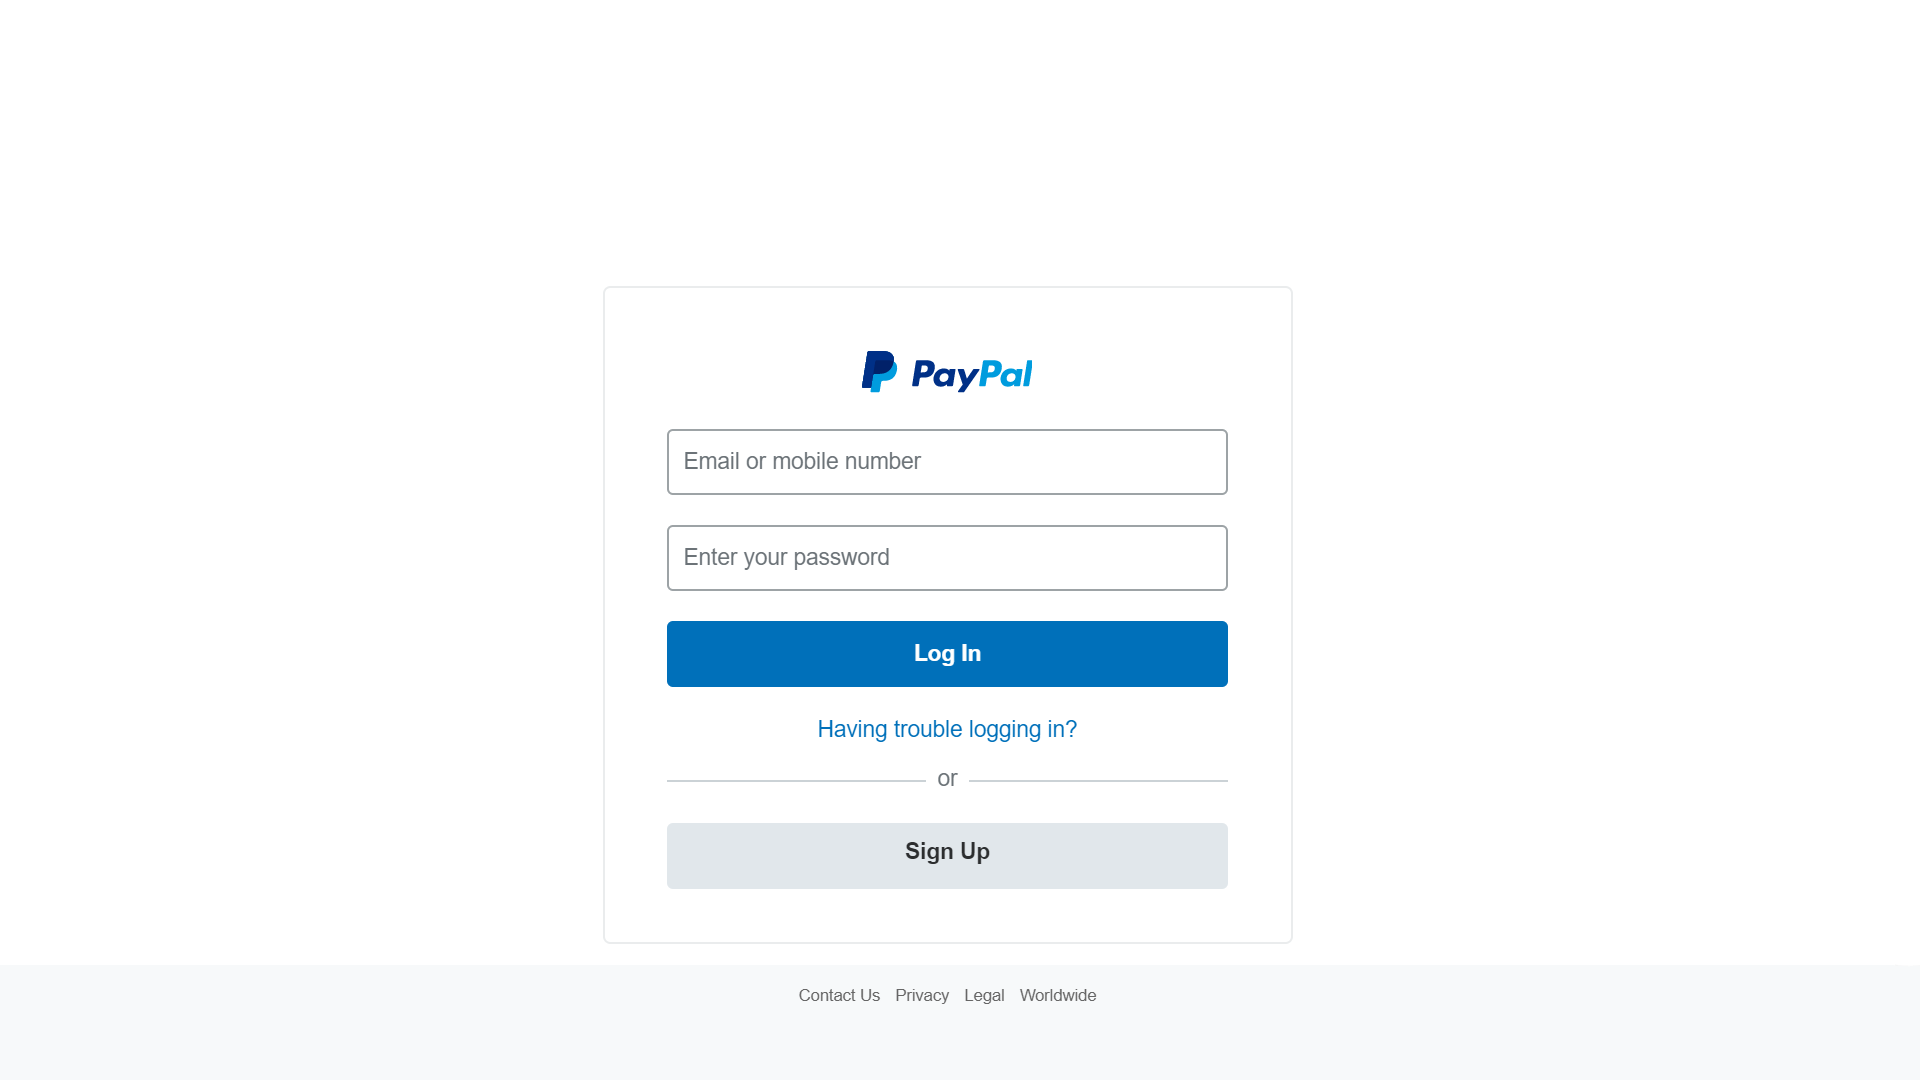 PayPal
Email or mobile number
Enter your password
Log In
Having trouble logging in?
or
Sign Up
Contact Us Privacy Legal Worldwide